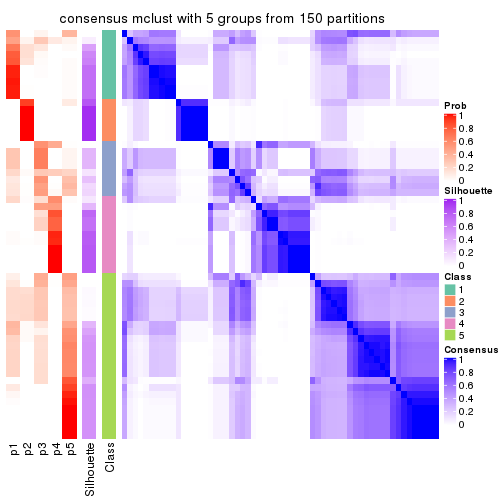 consensus mclust with 5 groups from 150 partitions
Prob
1
0.8
0.6
0.4
0.2
0
Silhouette
1
0.8
0.6
0.4
0.2
0
Class
1
2
3
4
5
Consensus
1
0.8
0.6
0.4
0.2
0
p1
p2
p3
p4
p5
Silhouette
Class